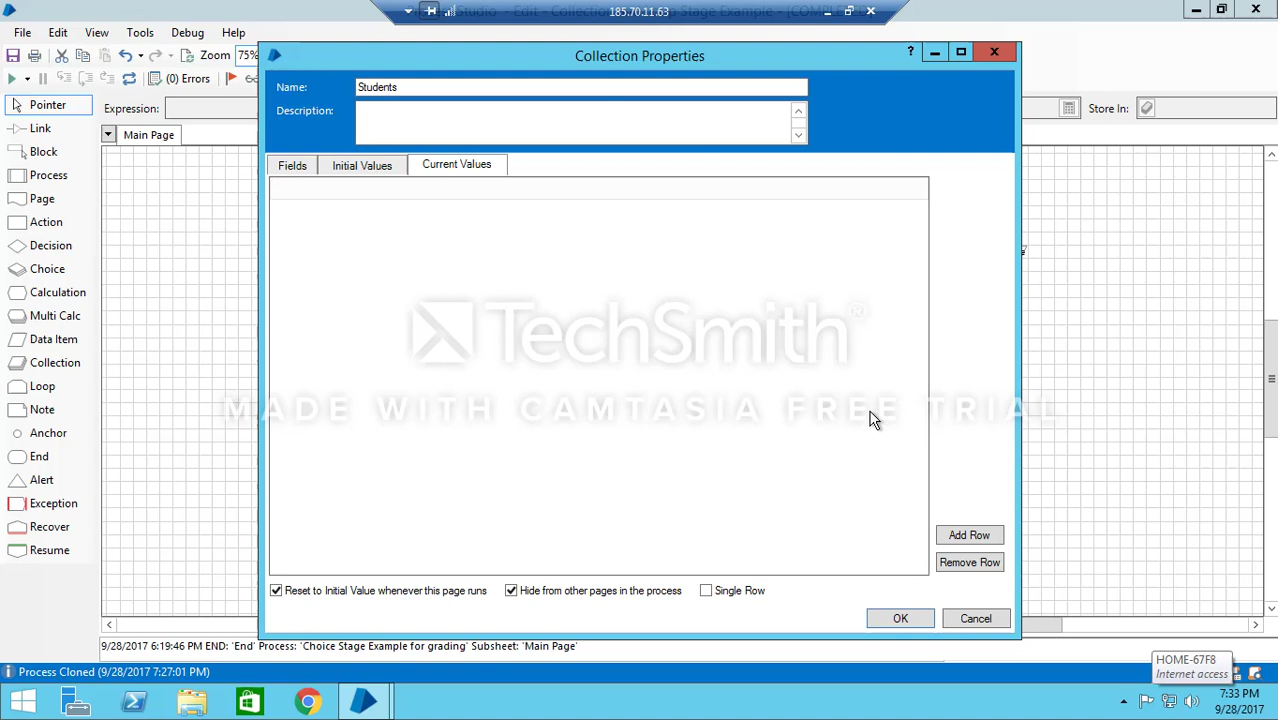 Studio - Edit - Collection
a Stage Example - [COMPL
185.70.11.63
File Edit View Tools Debug Help
Zoom 75%
(0) Errors
Collection Properties
?
Name: Students
Description:
Pointer
Expression:
Store In:
Main Page
Link
Block
Process
Page
Action
Decision
Choice
Calculation
Multi Calc
Data Item
Collection
Loop
Note
Anchor
End
Alert
Exception
Recover
Resume
Fields Initial Values Current Values
TechSmith®
MADE WITH CAMTASIA FREE TRIAL
Add Row
Remove Row
Reset to Initial Value whenever this page runs Hide from other pages in the process Single Row
OK Cancel
9/28/2017 6:19:46 PM END: 'End' Process: 'Choice Stage Example for grading' Subsheet: 'Main Page'
Process Cloned (9/28/2017 7:27:01 PM)
HOME-67F8
Internet access
7:33 PM
9/28/2017